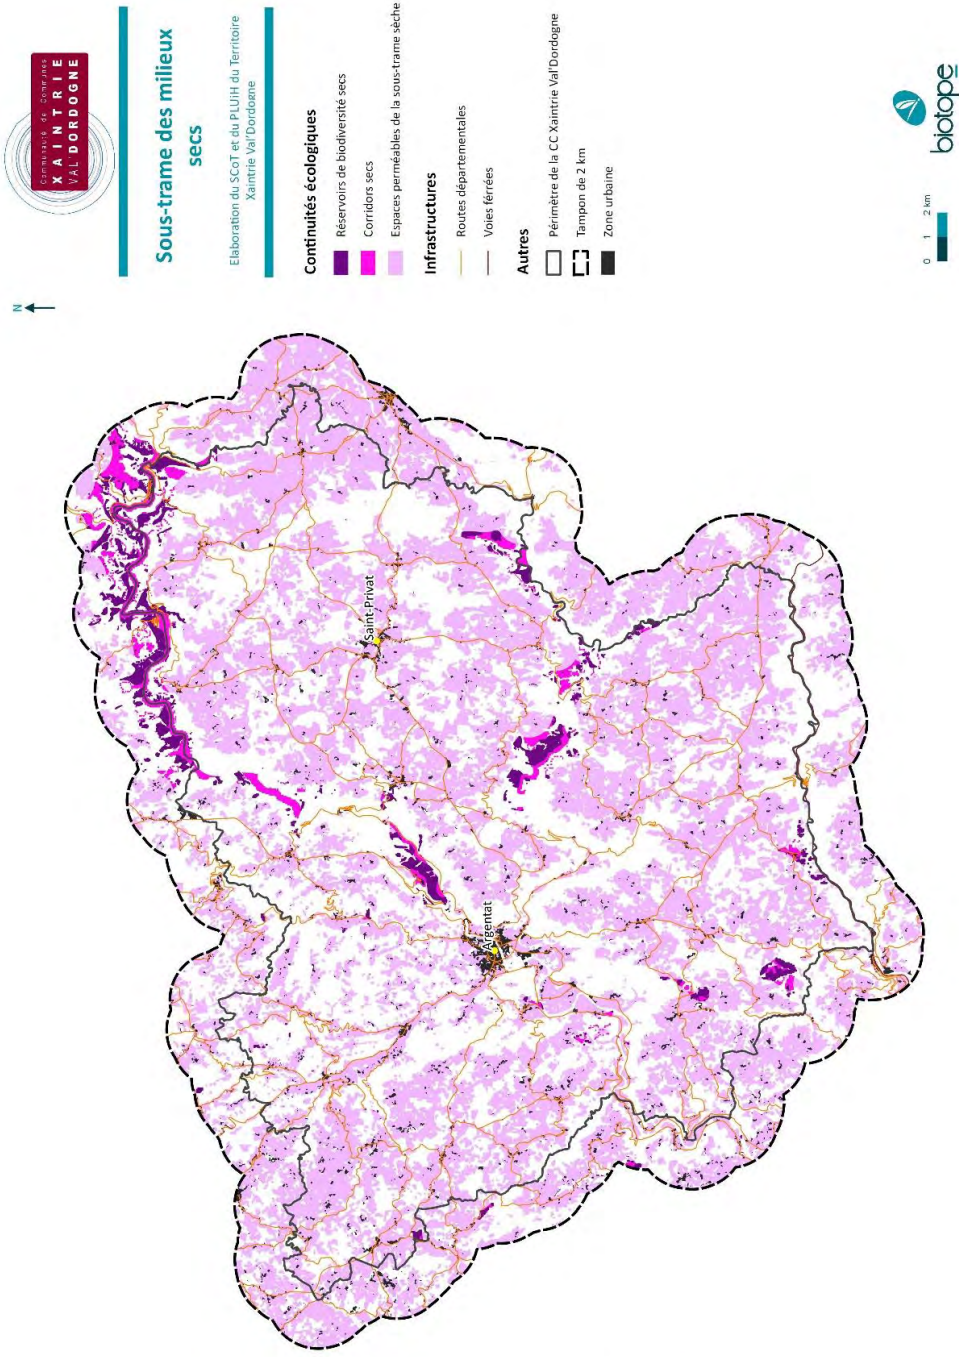 Communauté de Communes
XAINTRIE
VAL'DORDOGNE
Sous-trame des milieux
secs
Elaboration du SCoT et du PLUiH du Territoire
Xaintrie Val'Dordogne
Continuités écologiques
Réservoirs de biodiversité secs
Corridors secs
Espaces perméables de la sous-trame sèche
Infrastructures
Routes départementales
Voies férrées
Autres
Périmètre de la CC Xaintrie Val'Dordogne
Tampon de 2 km
Zone urbaine
N
Saint-Privat
Argentat
0 1 2 km
biotope